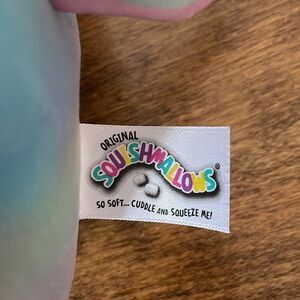 ORIGINAL
SQUISHMALLOWS®
SO SOFT... CUDDLE AND SQUEEZE ME!